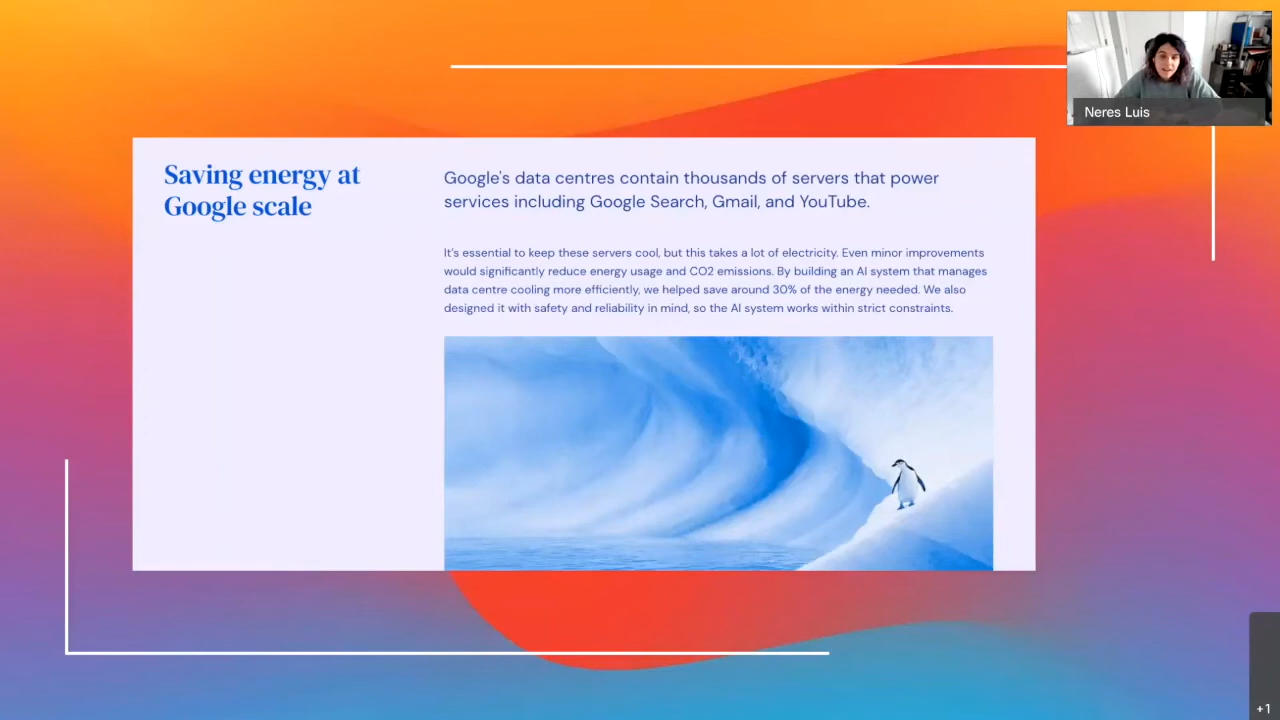 Neres Luis
Saving energy at
Google scale
Google's data centres contain thousands of servers that power
services including Google Search, Gmail, and YouTube.
It's essential to keep these servers cool, but this takes a lot of electricity. Even minor improvements
would significantly reduce energy usage and CO2 emissions. By building an AI system that manages
data centre cooling more efficiently, we helped save around 30% of the energy needed. We also
designed it with safety and reliability in mind, so the AI system works within strict constraints.
+1